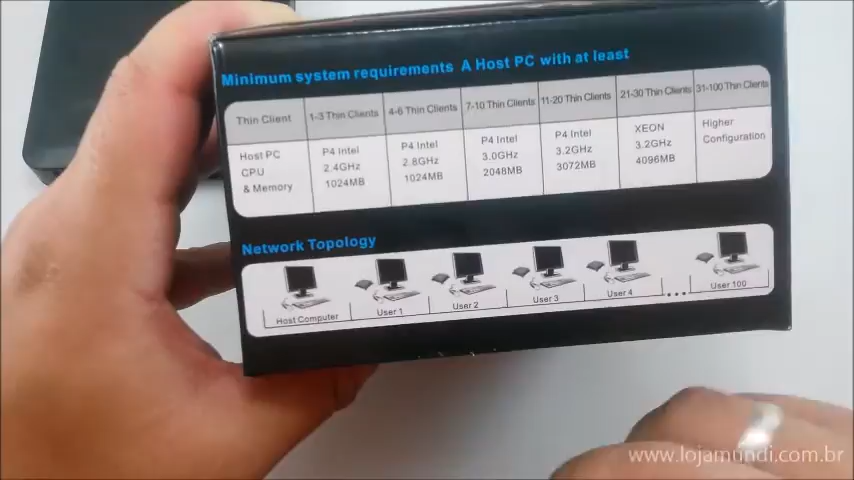 Minimum system requirements A Host PC with at least
Thin Client 1-3 Thin Clients 4-6 Thin Clients 7-10 Thin Clients 11-20 Thin Clients 21-30 Thin Clients 31-100 Thin Clients
Host PC P4 Intel P4 Intel P4 Intel P4 Intel XEON Higher
CPU 2.4GHz 2.8GHz 3.0GHz 3.2GHz 3.2GHz Configuration
& Memory 1024MB 1024MB 2048MB 3072MB 4096MB
Network Topology
Host Computer User 1 User 2 User 3 User 4 User 100
www.lojamundi.com.br